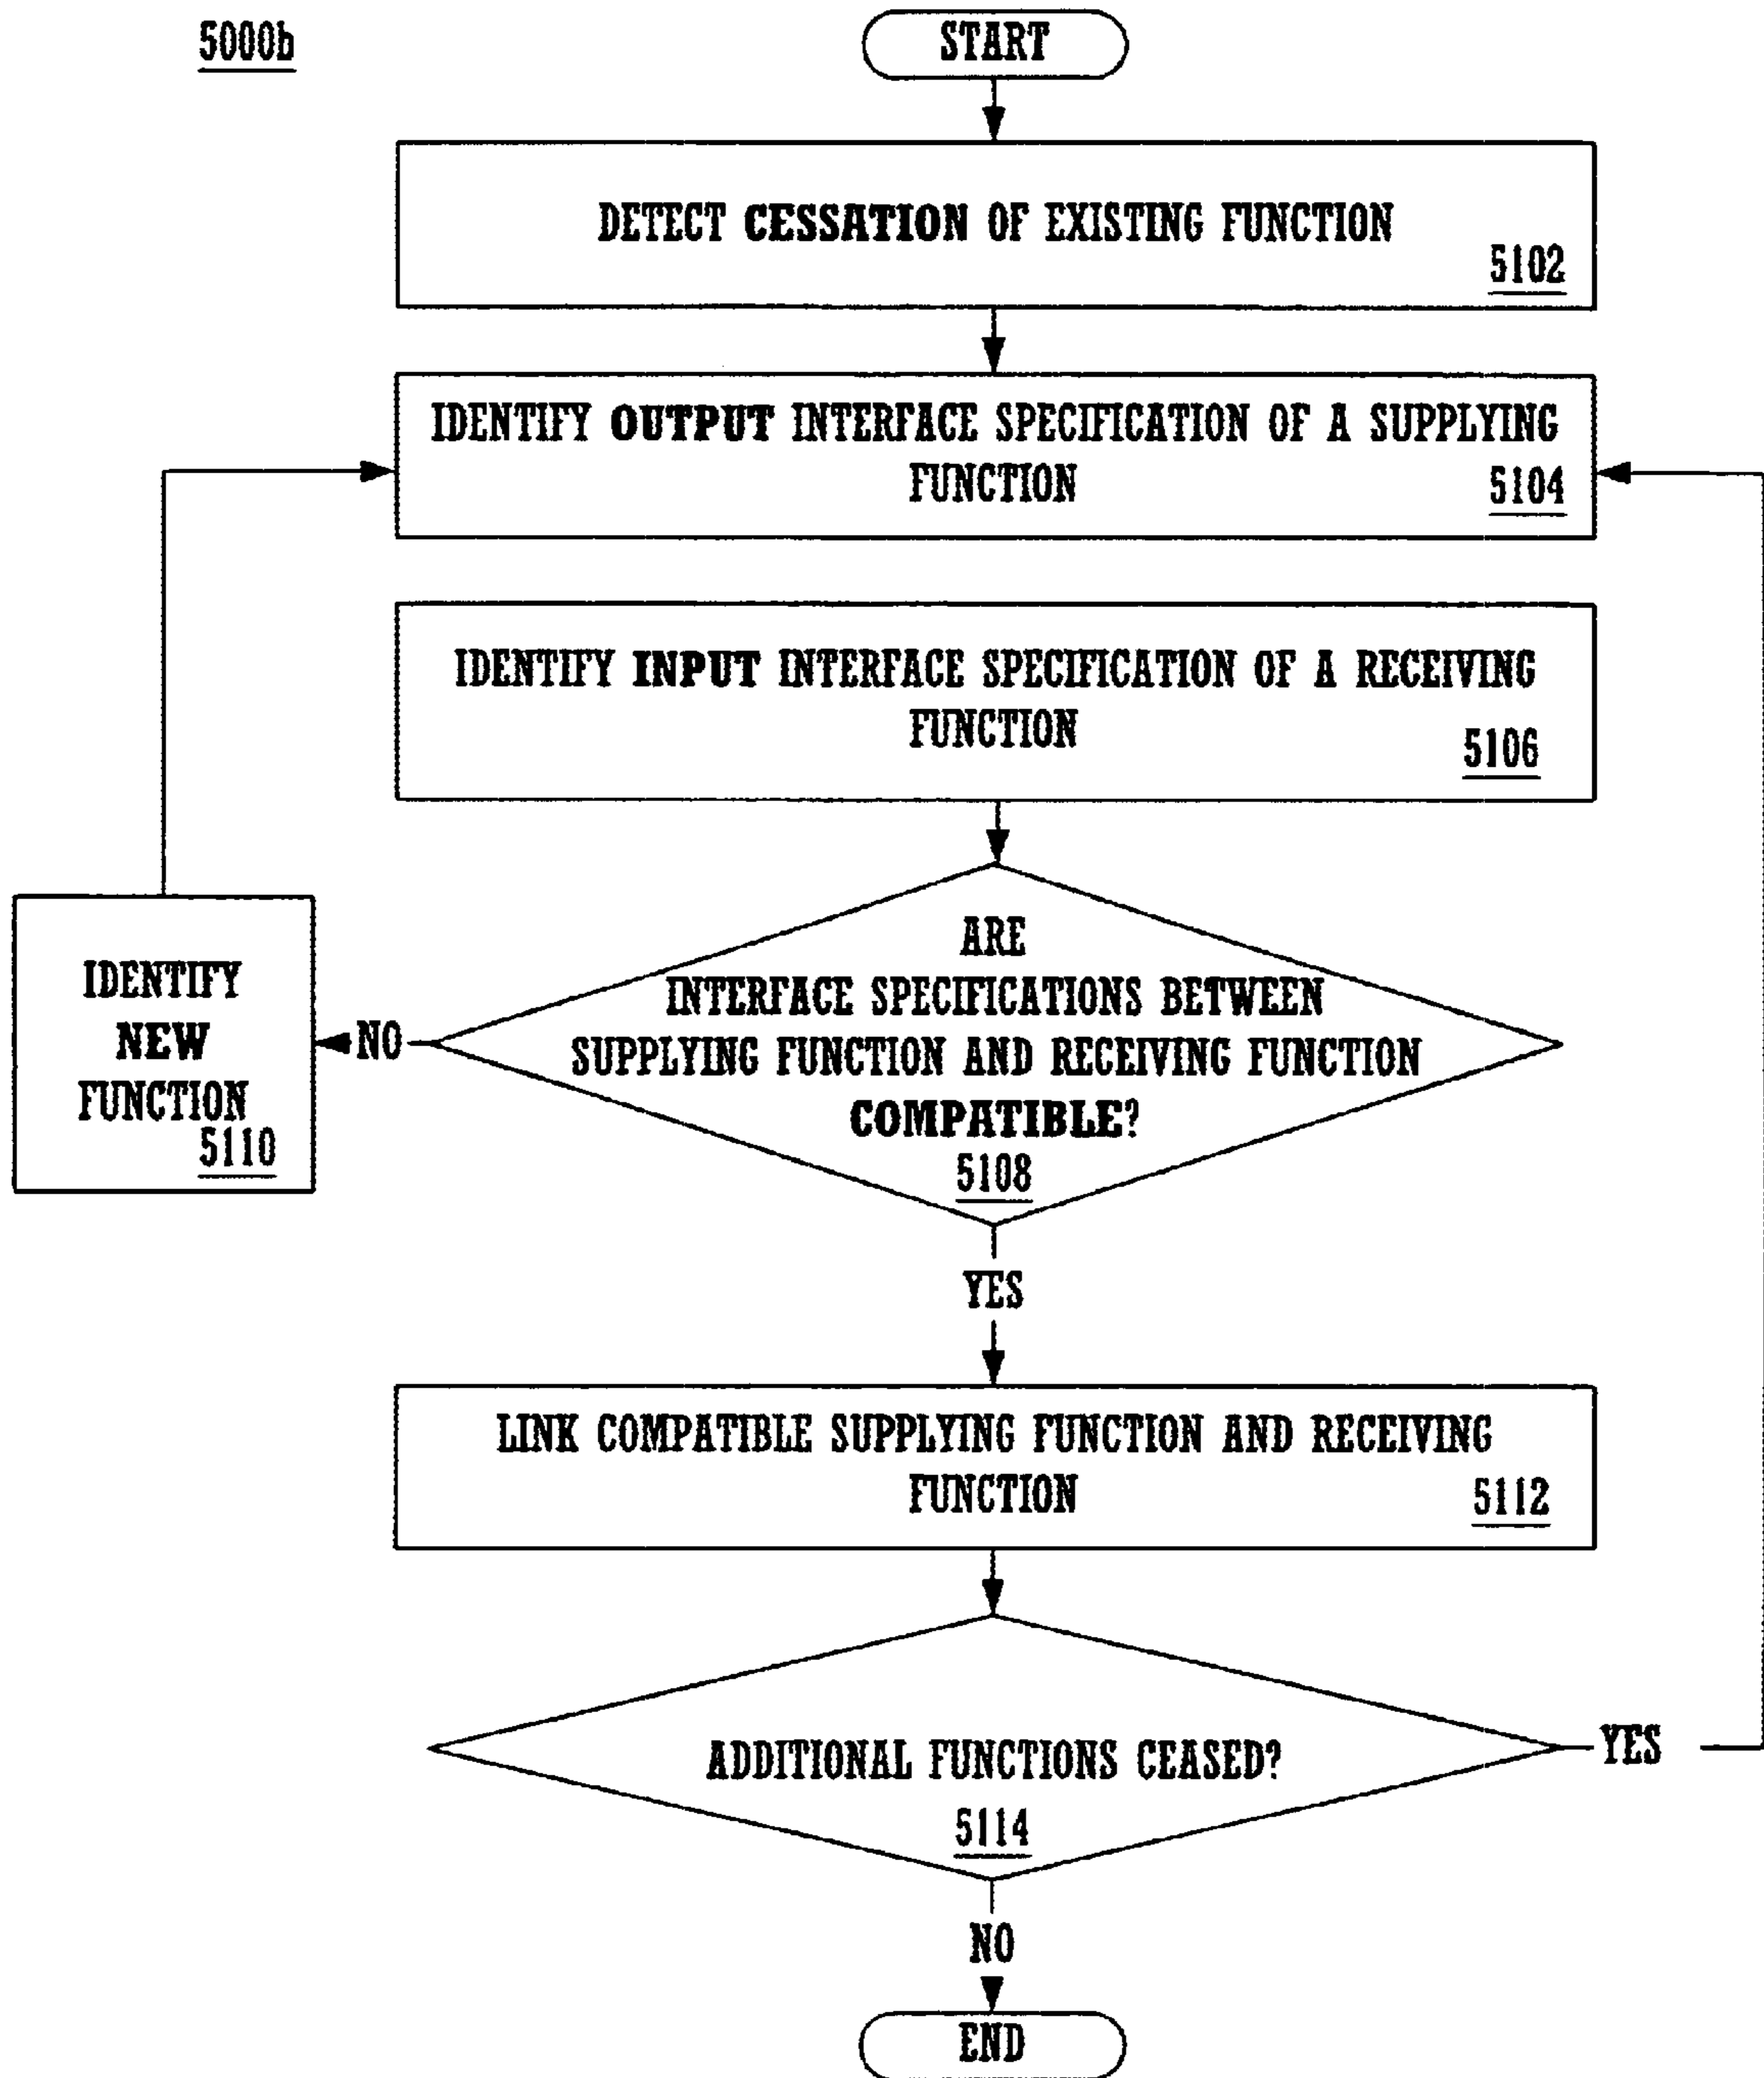 5000b
START
DETECT CESSATION OF EXISTING FUNCTION
5102
IDENTIFY OUTPUT INTERFACE SPECIFICATION OF A SUPPLYING
FUNCTION
5104
IDENTIFY INPUT INTERFACE SPECIFICATION OF A RECEIVING
FUNCTION
5106
ARE
INTERFACE SPECIFICATIONS BETWEEN
SUPPLYING FUNCTION AND RECEIVING FUNCTION
COMPATIBLE?
5108
NO
IDENTIFY
NEW
FUNCTION
5110
YES
LINK COMPATIBLE SUPPLYING FUNCTION AND RECEIVING
FUNCTION
5112
ADDITIONAL FUNCTIONS CEASED?
5114
YES
NO
END